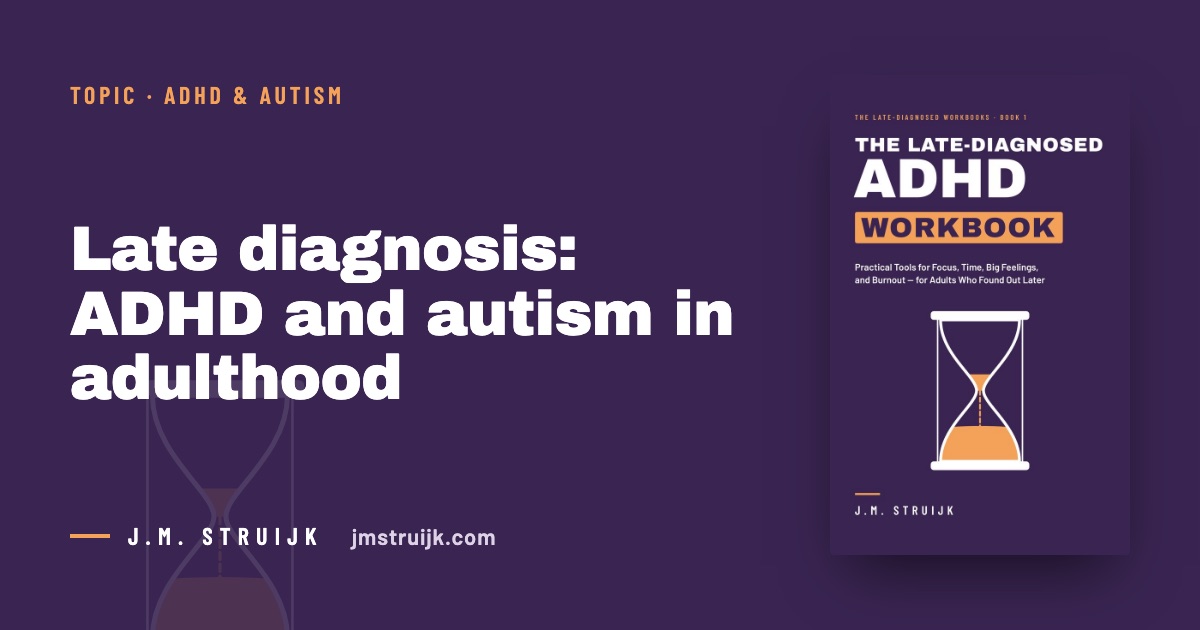 TOPIC · ADHD & AUTISM
Late diagnosis:
ADHD and autism in
adulthood
J.M. STRUIJK
jmstruijk.com
THE LATE-DIAGNOSED WORKBOOKS · BOOK 1
THE LATE-DIAGNOSED
ADHD
WORKBOOK
Practical Tools for Focus, Time, Big Feelings,
and Burnout — for Adults Who Found Out Later
J.M. STRUIJK